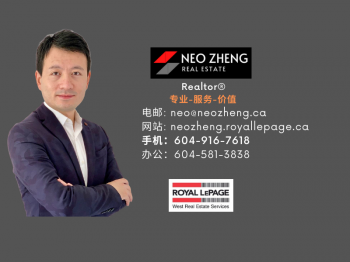 NEO ZHENG
REAL ESTATE
Realtor®
专业-服务-价值
电邮: neo@neozheng.ca
网站: neozheng.royallepage.ca
手机: 604-916-7618
办公: 604-581-3838
ROYAL LEPAGE
West Real Estate Services